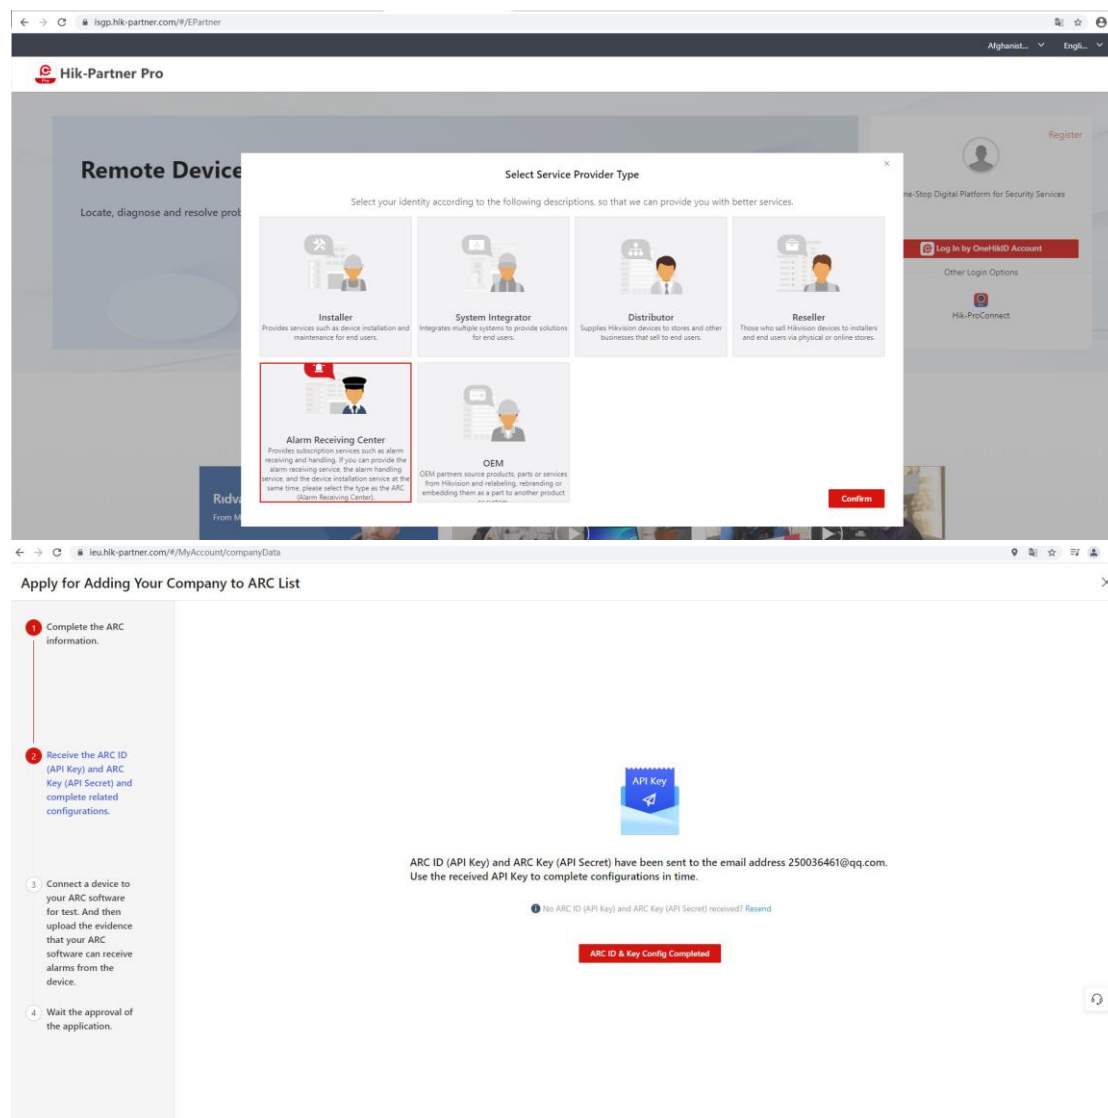 isgp.hik-partner.com/#/EPartner
Afghanist... Engli...
Hik-Partner Pro
Register
Remote Device
Locate, diagnose and resolve prob
ne-Stop Digital Platform for Security Services
Log In by OneHikID Account
Other Login Options
Hik-ProConnect
Select Service Provider Type
Select your identity according to the following descriptions, so that we can provide you with better services.
Installer
Provides services such as device installation and
maintenance for end users.
System Integrator
Integrates multiple systems to provide solutions
for end users.
Distributor
Supplies Hikvision devices to stores and other
businesses that sell to end users.
Reseller
Those who sell Hikvision devices to installers
and end users via physical or online stores.
Alarm Receiving Center
Provides subscription services such as alarm
receiving and handling. If you can provide the
alarm receiving service, the alarm handling
service, and the device installation service at the
same time, please select the type as the ARC
(Alarm Receiving Center).
OEM
OEM partners source products, parts or services
from Hikvision and relabeling, rebranding or
embedding them as a part to another product
or system.
Confirm
Rıdva
From M
ieu.hik-partner.com/#/MyAccount/companyData
Apply for Adding Your Company to ARC List
1 Complete the ARC
information.
2 Receive the ARC ID
(API Key) and ARC
Key (API Secret) and
complete related
configurations.
3 Connect a device to
your ARC software
for test. And then
upload the evidence
that your ARC
software can receive
alarms from the
device.
4 Wait the approval of
the application.
API Key
ARC ID (API Key) and ARC Key (API Secret) have been sent to the email address 250036461@qq.com.
Use the received API Key to complete configurations in time.
No ARC ID (API Key) and ARC Key (API Secret) received? Resend
ARC ID & Key Config Completed